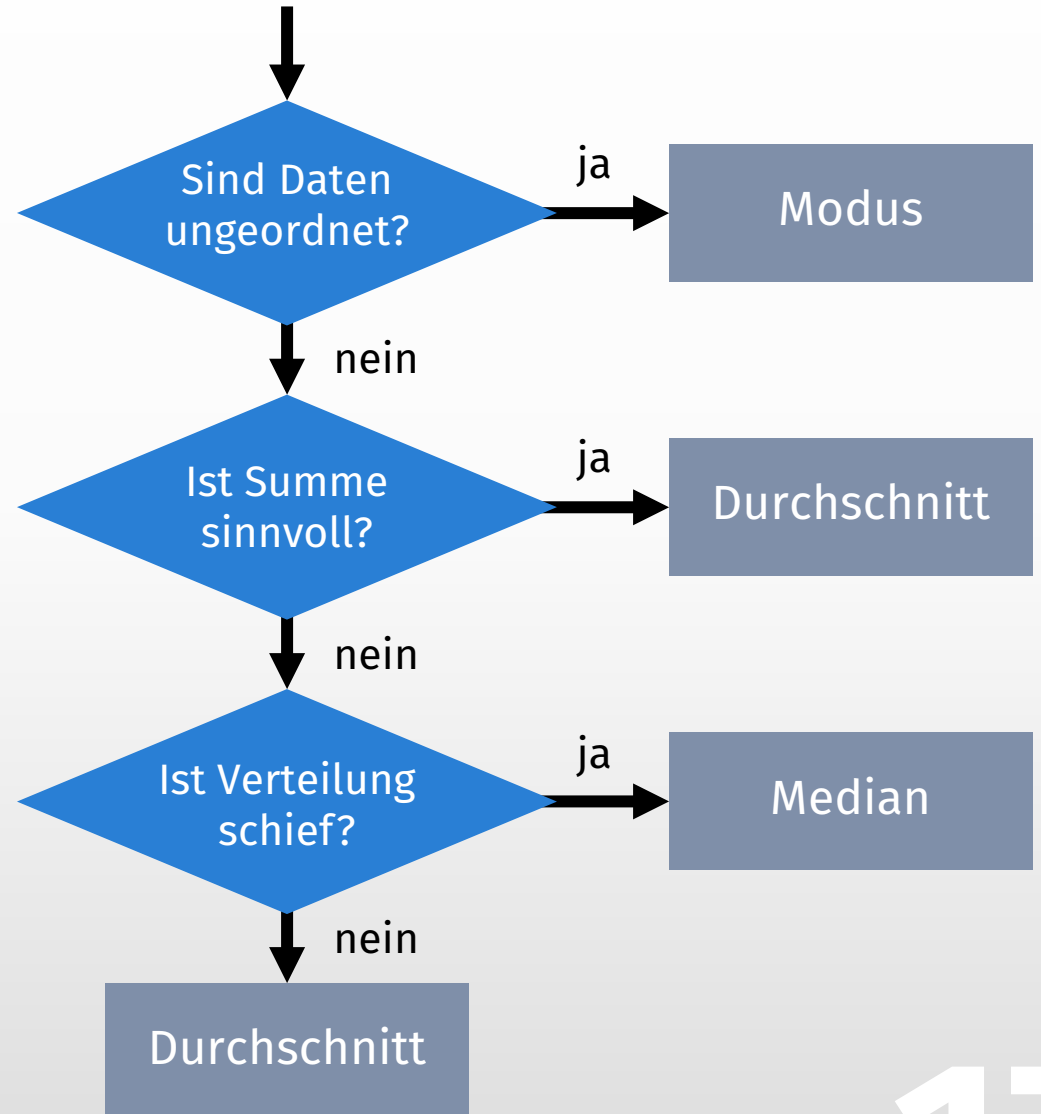 Sind Daten
ungeordnet?
ja
Modus
nein
Ist Summe
sinnvoll?
ja
Durchschnitt
nein
Ist Verteilung
schief?
ja
Median
nein
Durchschnitt